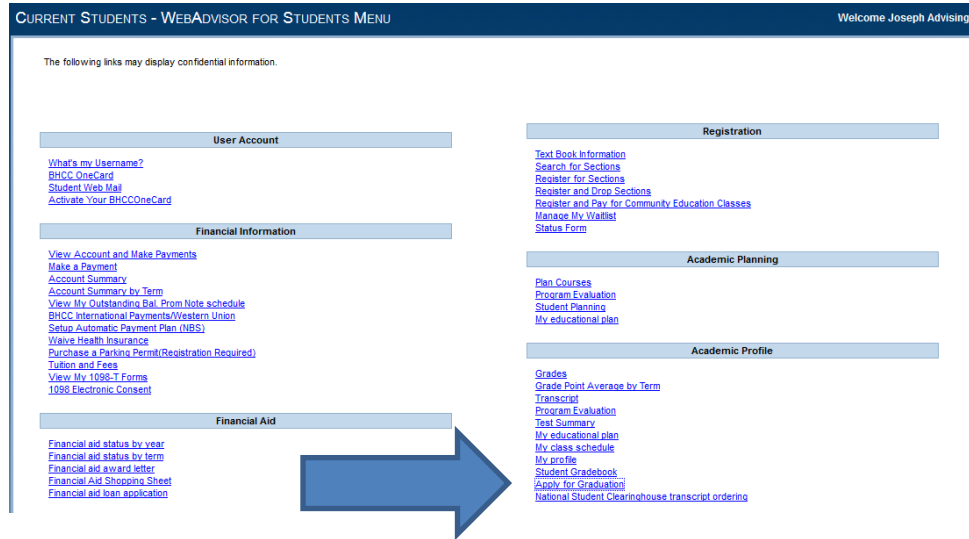 CURRENT STUDENTS - WEBADVISOR FOR STUDENTS MENU
Welcome Joseph Advising
The following links may display confidential information.
User Account
What's my Username?
BHCC OneCard
Student Web Mail
Activate Your BHCCOneCard
Financial Information
View Account and Make Payments
Make a Payment
Account Summary
Account Summary by Term
View My Outstanding Bal. Prom Note schedule
BHCC International Payments/Western Union
Setup Automatic Payment Plan (NBS)
Waive Health Insurance
Purchase a Parking Permit(Registration Required)
Tuition and Fees
View My 1098-T Forms
1098 Electronic Consent
Financial Aid
Financial aid status by year
Financial aid status by term
Financial aid award letter
Financial Aid Shopping Sheet
Financial aid loan application
Registration
Text Book Information
Search for Sections
Register for Sections
Register and Drop Sections
Register and Pay for Community Education Classes
Manage My Waitlist
Status Form
Academic Planning
Plan Courses
Program Evaluation
Student Planning
My educational plan
Academic Profile
Grades
Grade Point Average by Term
Transcript
Program Evaluation
Test Summary
My educational plan
My class schedule
My profile
Student Gradebook
Apply for Graduation
National Student Clearinghouse transcript ordering